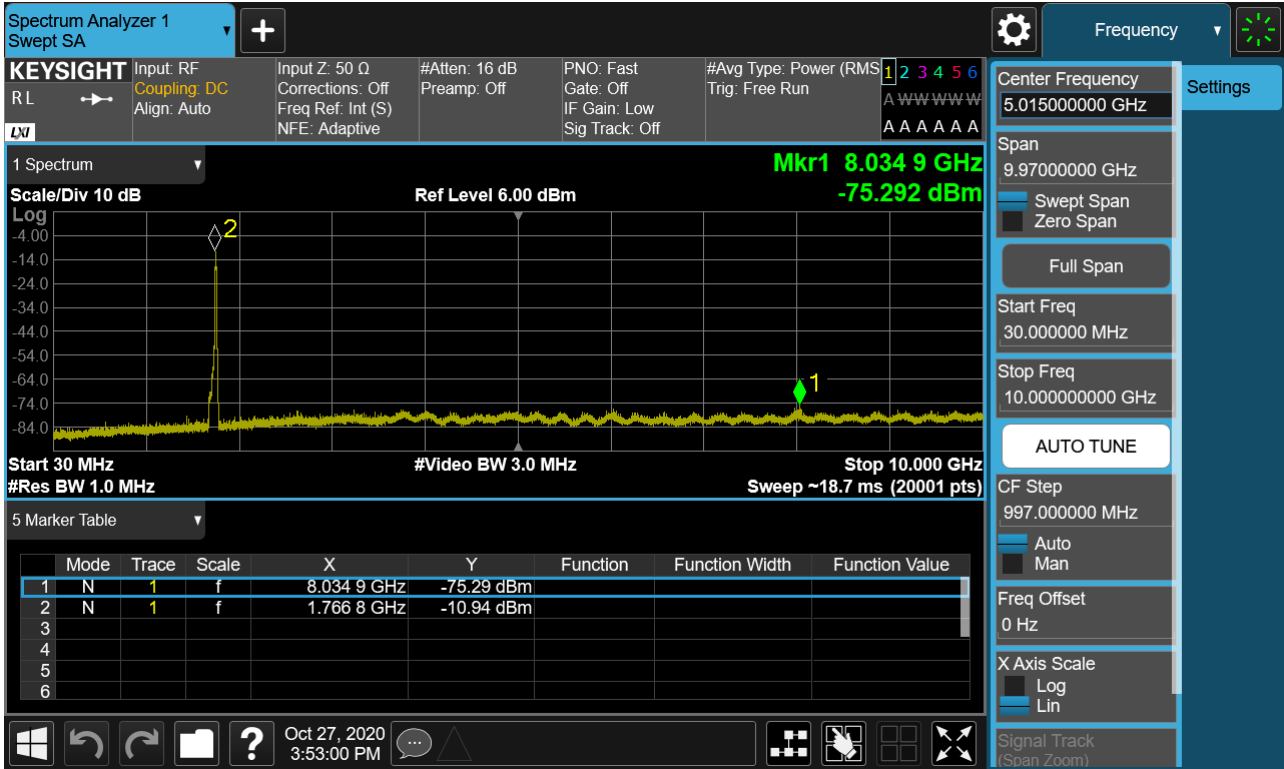 Spectrum Analyzer 1
Swept SA
Frequency
KEYSIGHT
R L
LXI
Input: RF
Coupling: DC
Align: Auto
Input Z: 50 Ω
Corrections: Off
Freq Ref: Int (S)
NFE: Adaptive
#Atten: 16 dB
Preamp: Off
PNO: Fast
Gate: Off
IF Gain: Low
Sig Track: Off
#Avg Type: Power (RMS
Trig: Free Run
1 2 3 4 5 6
A W W W W W
A A A A A A
1 Spectrum
Mkr1 8.034 9 GHz
-75.292 dBm
Scale/Div 10 dB
Ref Level 6.00 dBm
Log
-4.00
-14.0
-24.0
-34.0
-44.0
-54.0
-64.0
-74.0
-84.0
2
1
Start 30 MHz
#Video BW 3.0 MHz
Stop 10.000 GHz
#Res BW 1.0 MHz
Sweep ~18.7 ms (20001 pts)
5 Marker Table
Mode Trace Scale X Y Function Function Width Function Value
1 N 1 f 8.034 9 GHz -75.29 dBm
2 N 1 f 1.766 8 GHz -10.94 dBm
3
4
5
6
Oct 27, 2020
3:53:00 PM
Center Frequency
5.015000000 GHz
Span
9.97000000 GHz
Swept Span
Zero Span
Full Span
Start Freq
30.000000 MHz
Stop Freq
10.000000000 GHz
AUTO TUNE
CF Step
997.000000 MHz
Auto
Man
Freq Offset
0 Hz
X Axis Scale
Log
Lin
Signal Track
(Span Zoom)
Settings